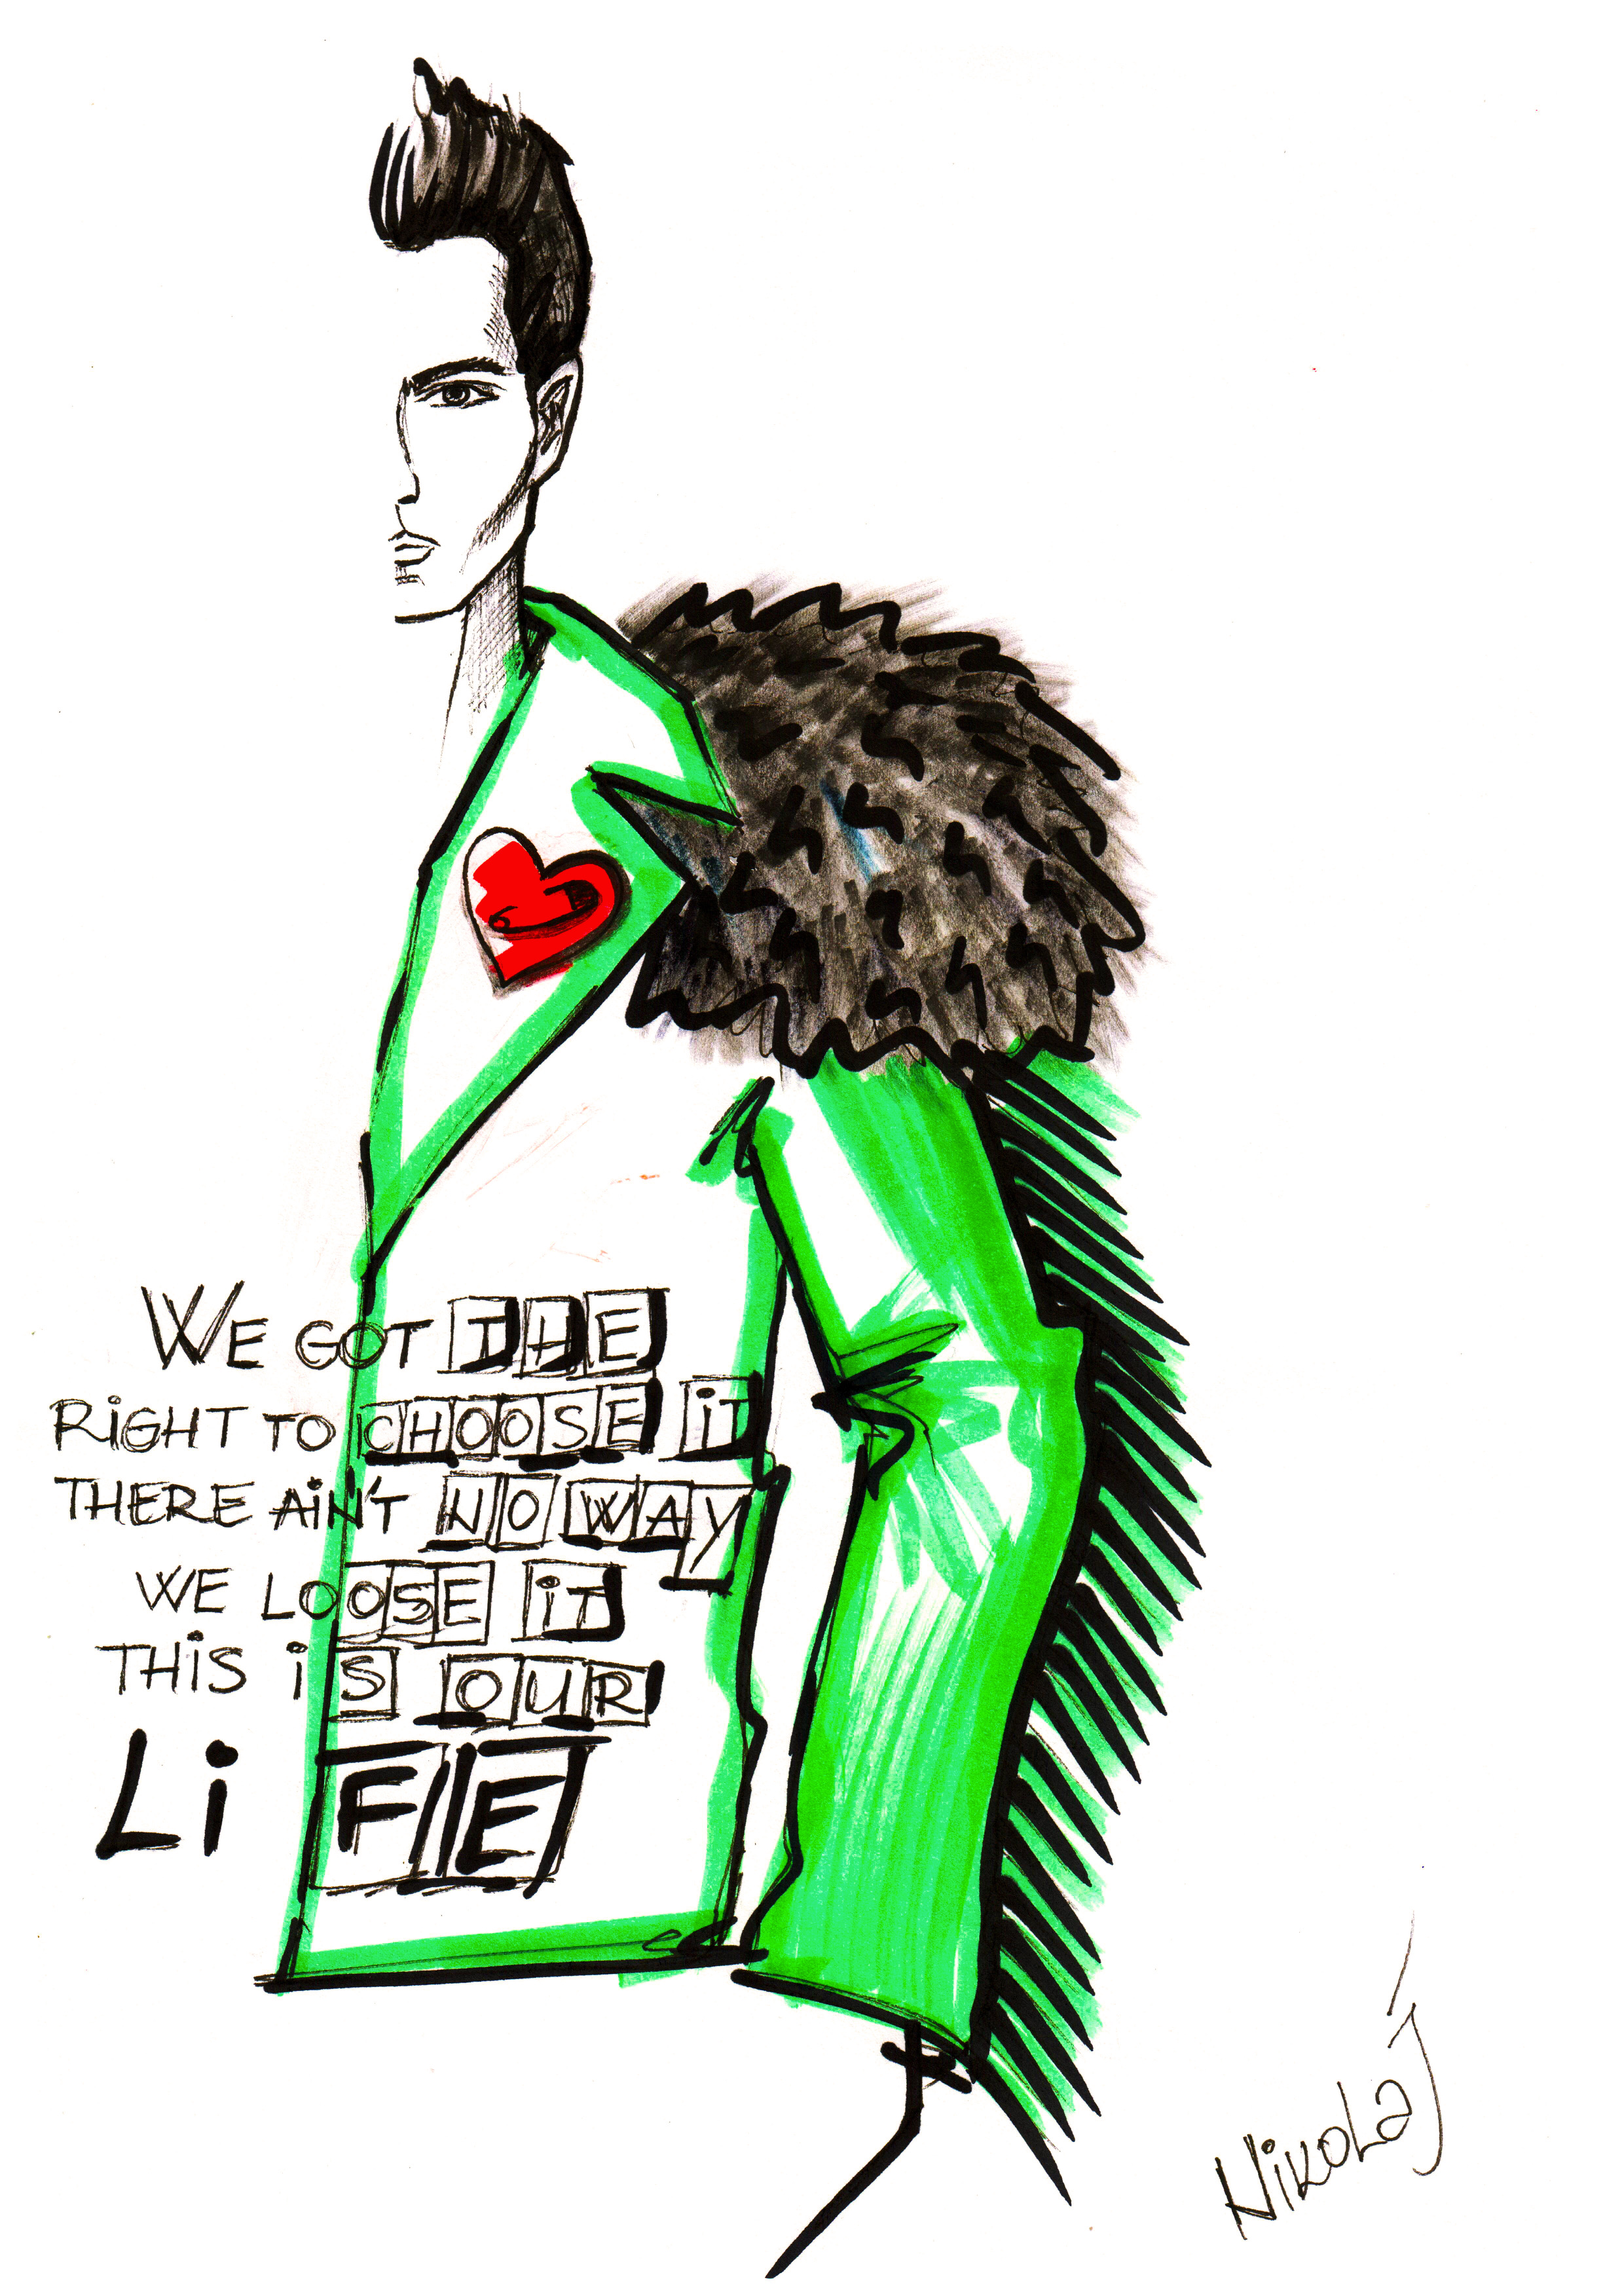 WE GOT THE
RiGHT TO CHOOSE iT
THERE AiN'T NO WAY
WE LOOSE iT
THiS iS OUR
LiFE
NiKOLaJ